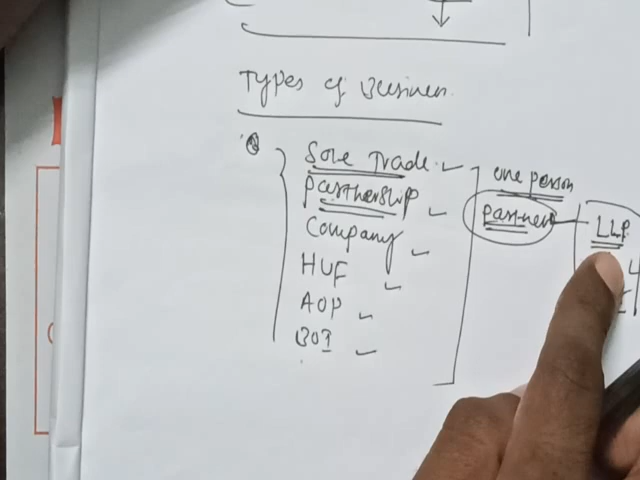 Types of Business.
Sole Trade
Partnership
Company
HUF
AOP
BOI
one person
Partners
LLP